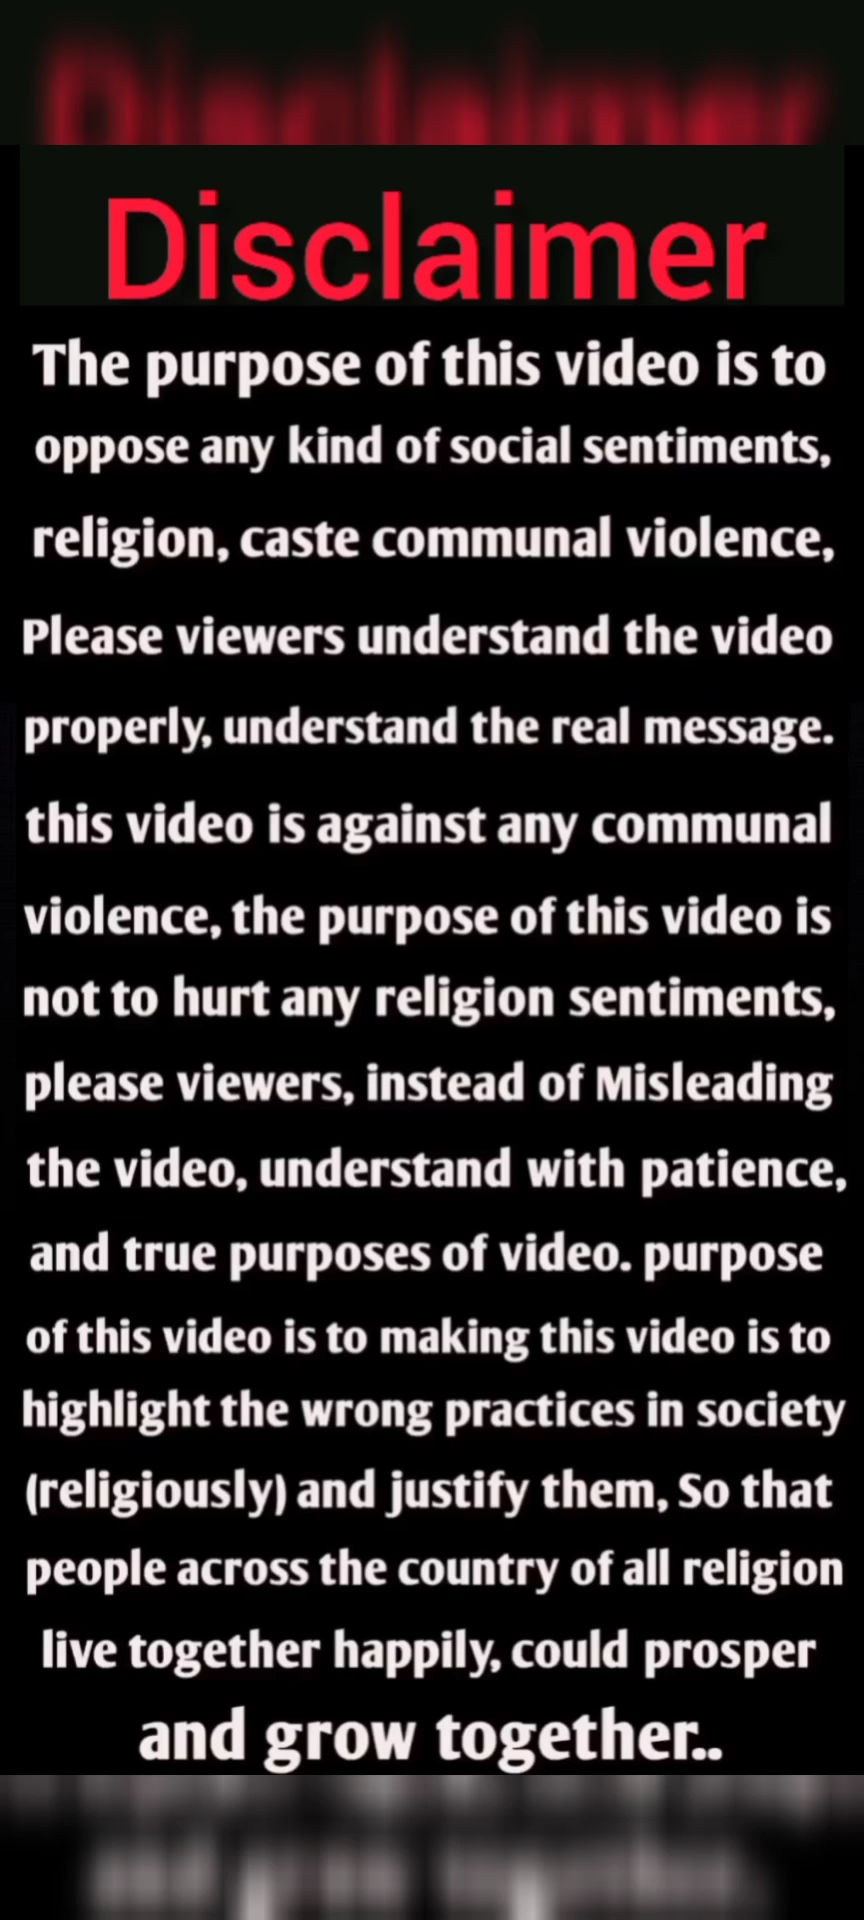 Disclaimer
The purpose of this video is to
oppose any kind of social sentiments,
religion, caste communal violence,
Please viewers understand the video
properly, understand the real message.
this video is against any communal
violence, the purpose of this video is
not to hurt any religion sentiments,
please viewers, instead of Misleading
the video, understand with patience,
and true purposes of video. purpose
of this video is to making this video is to
highlight the wrong practices in society
(religiously) and justify them, So that
people across the country of all religion
live together happily, could prosper
and grow together..